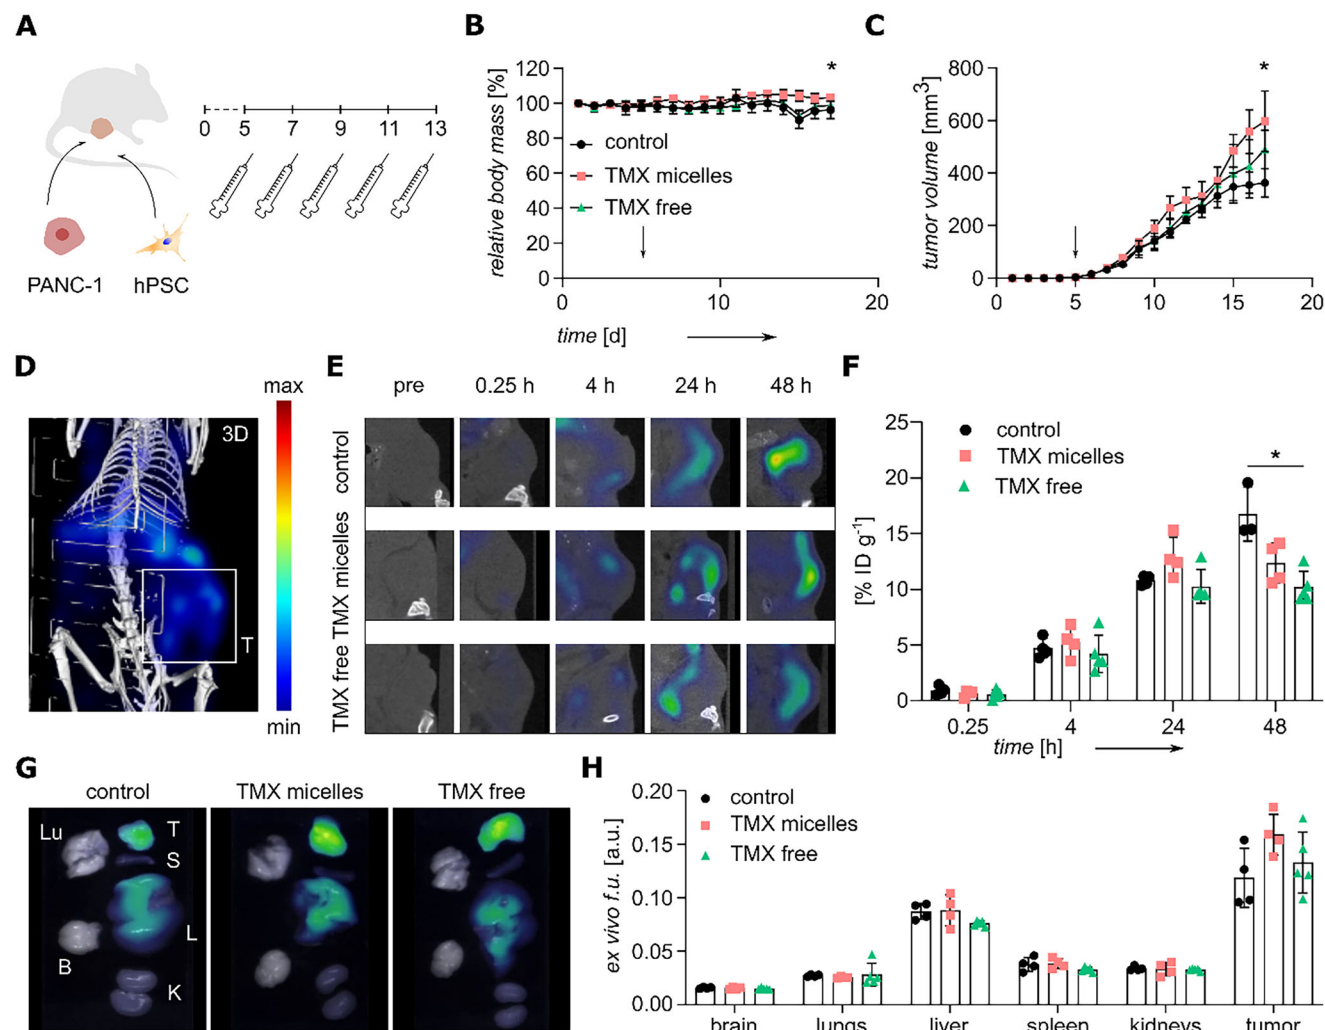 A
0 5 7 9 11 13
PANC-1 hPSC
B
relative body mass [%]
120
100
80
60
40
20
0
*
control
TMX micelles
TMX free
0 10 20
time [d]
C
tumor volume [mm3]
800
600
400
200
0
*
0 5 10 15 20
D
3D
T
max
min
E
pre 0.25 h 4 h 24 h 48 h
control
TMX micelles
TMX free
F
[% ID g-1]
25
20
15
10
5
0
control
TMX micelles
TMX free
*
0.25 4 24 48
time [h]
G
control TMX micelles TMX free
Lu T
S
L
B
K
H
ex vivo f.u. [a.u.]
0.20
0.15
0.10
0.05
0.00
control
TMX micelles
TMX free
brain lungs liver spleen kidneys tumor